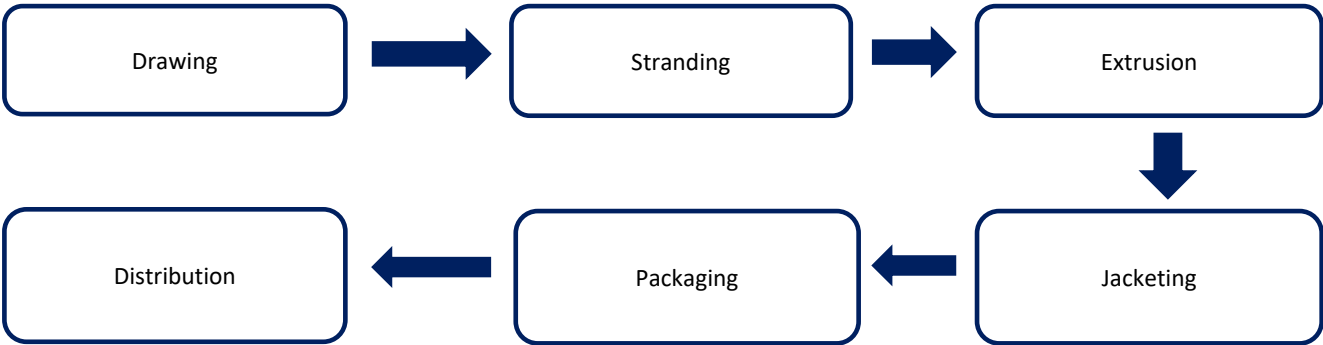 Drawing
Stranding
Extrusion
Jacketing
Packaging
Distribution